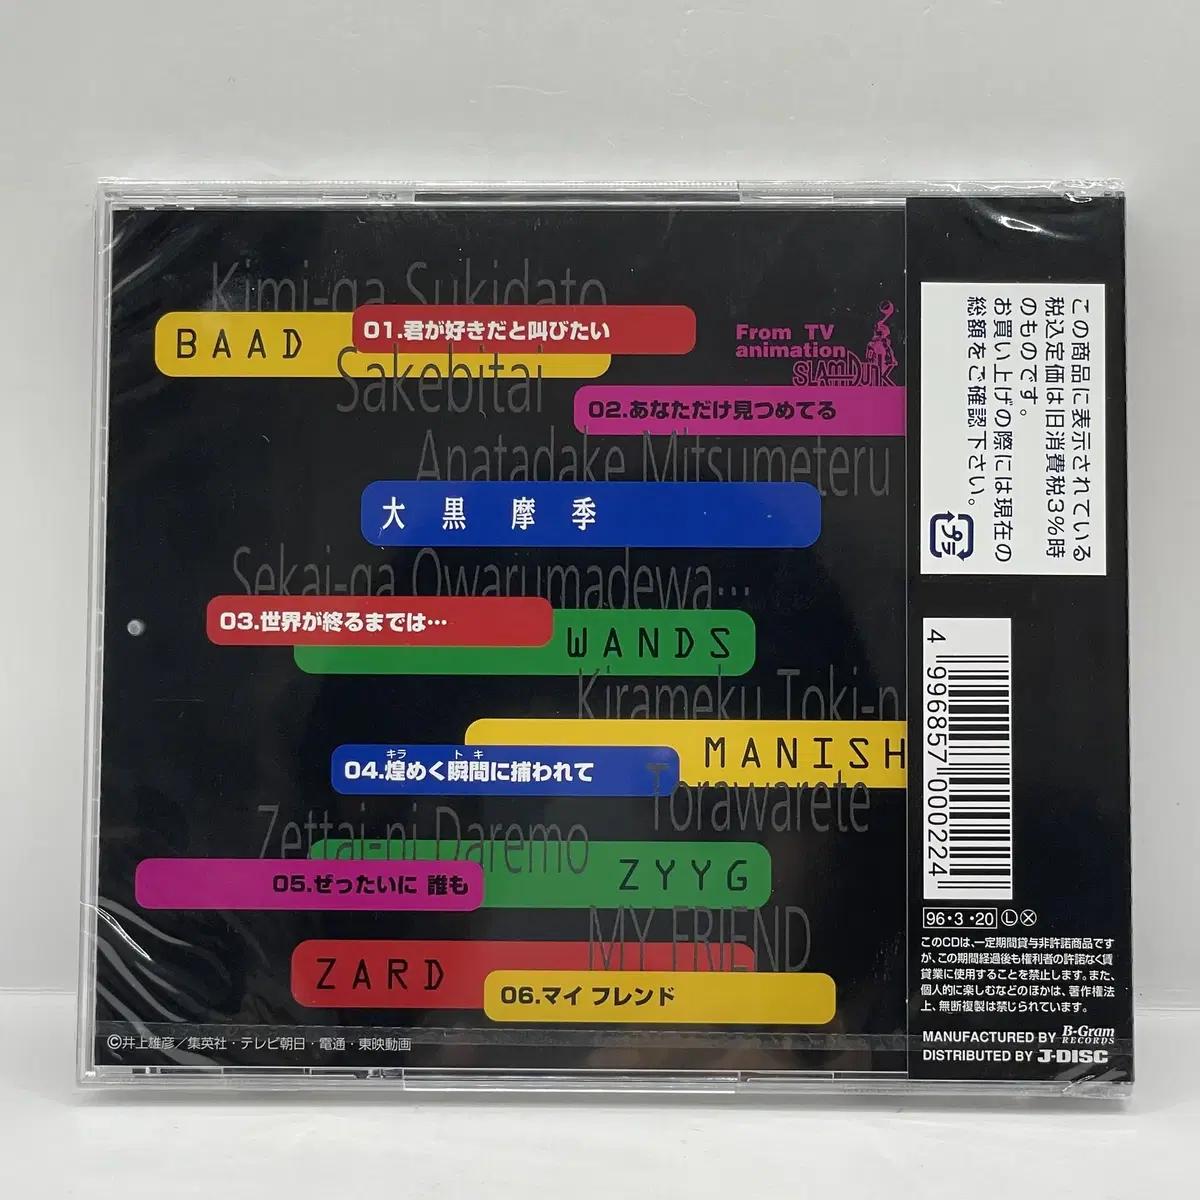 Kimi-ga Sukidato
BAAD
01.君が好きだと叫びたい
Sakebitai
From TV
animation
SLAM DUNK
02.あなただけ見つめてる
Anatadake Mitsumeteru
大黒 摩季
Sekai-ga Owarumadewa…
03.世界が終るまでは…
WANDS
Kirameku Toki-n
MANISH
キラ トキ
04.煌めく瞬間に捕われて
Torawarete
Zettai-ni Daremo
ZYYG
05.ぜったいに 誰も
MY FRIEND
ZARD
06.マイ フレンド
©井上雄彦／集英社・テレビ朝日・電通・東映動画
この商品に表示されている
税込定価は旧消費税3%時
のものです。
お買い上げの際には現在の
総額をご確認下さい。
プラ
4 996857 000224
96・3・20 Ⓛ Ⓧ
このCDは、一定期間貸与非許諾商品です
が、この期間経過後も権利者の許諾なく賃
貸業に使用することを禁止します。また、
個人的に楽しむなどのほかは、著作権法
上、無断複製は禁じられています。
MANUFACTURED BY B-Gram RECORDS
DISTRIBUTED BY J-DISC